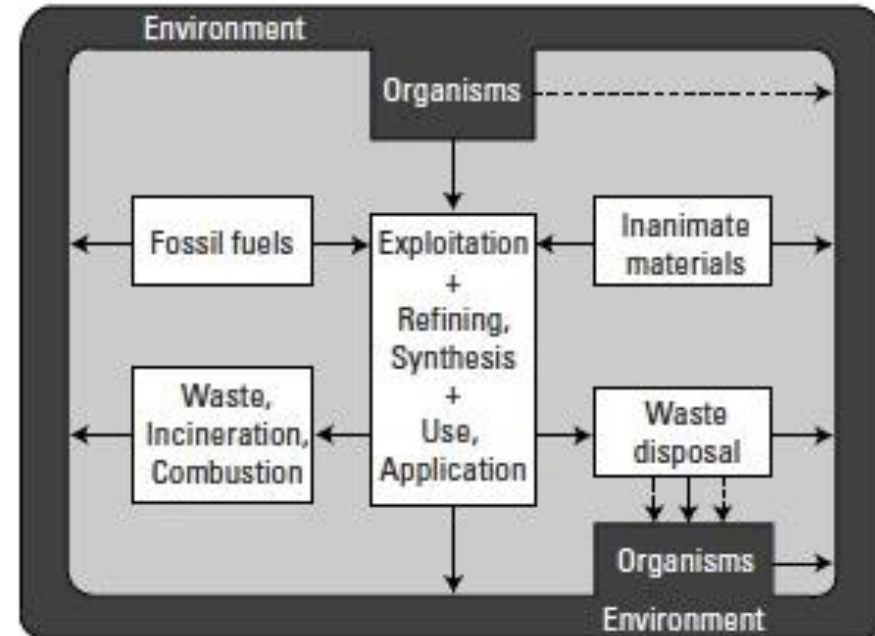 Environment
Organisms
Fossil fuels
Exploitation
+
Refining,
Synthesis
+
Use,
Application
Inanimate
materials
Waste,
Incineration,
Combustion
Waste
disposal
Organisms
Environment